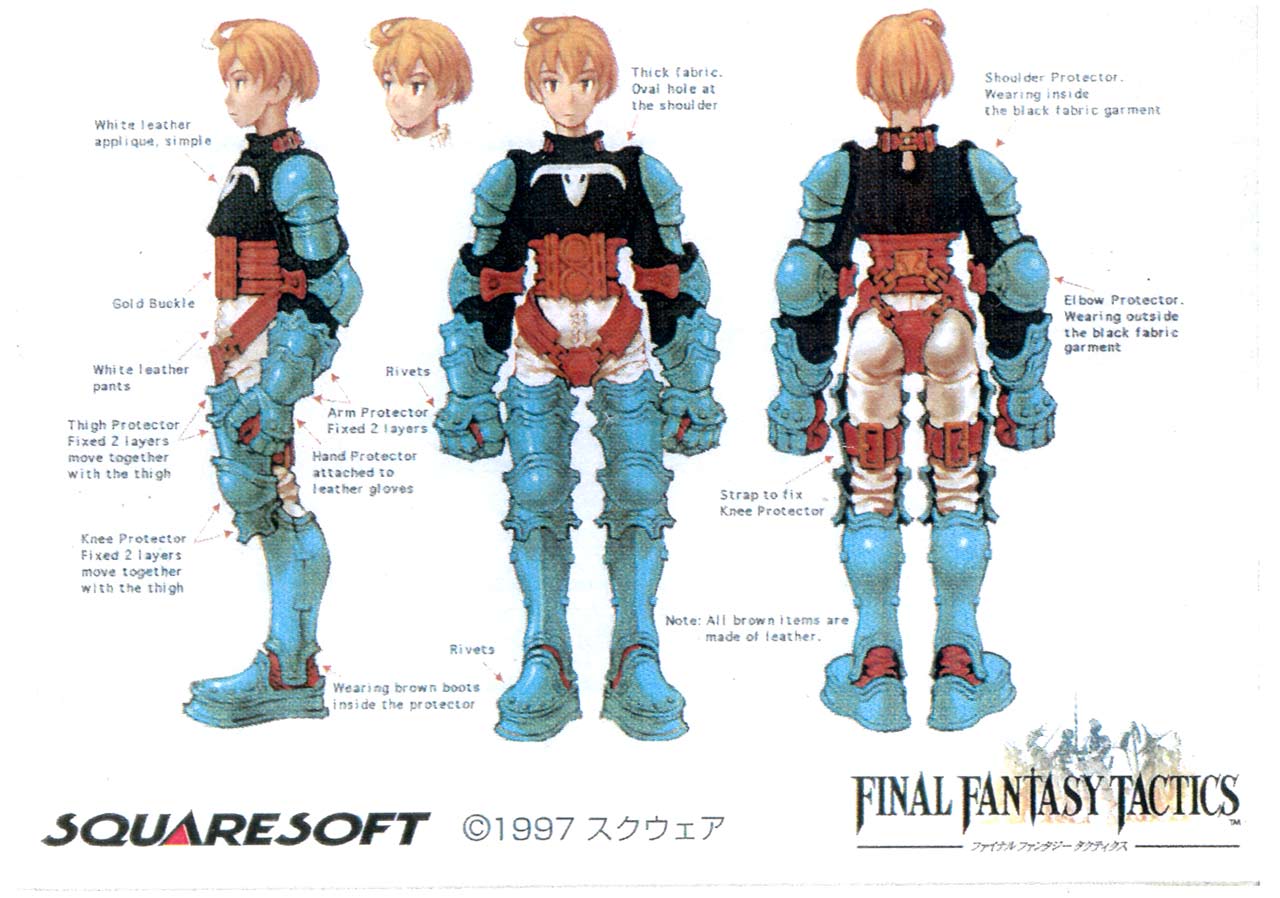 White leather
applique, simple
Thick fabric.
Oval hole at
the shoulder
Shoulder Protector.
Wearing inside
the black fabric garment
Gold Buckle
Elbow Protector.
Wearing outside
the black fabric
garment
White leather
pants
Rivets
Arm Protector
Fixed 2 layers
Thigh Protector
Fixed 2 layers
move together
with the thigh
Hand Protector
attached to
leather gloves
Strap to fix
Knee Protector
Knee Protector
Fixed 2 layers
move together
with the thigh
Note: All brown items are
made of leather.
Rivets
Wearing brown boots
inside the protector
FINAL FANTASY TACTICS™
ファイナルファンタジー タクティクス
SQUARESOFT
©1997 スクウェア